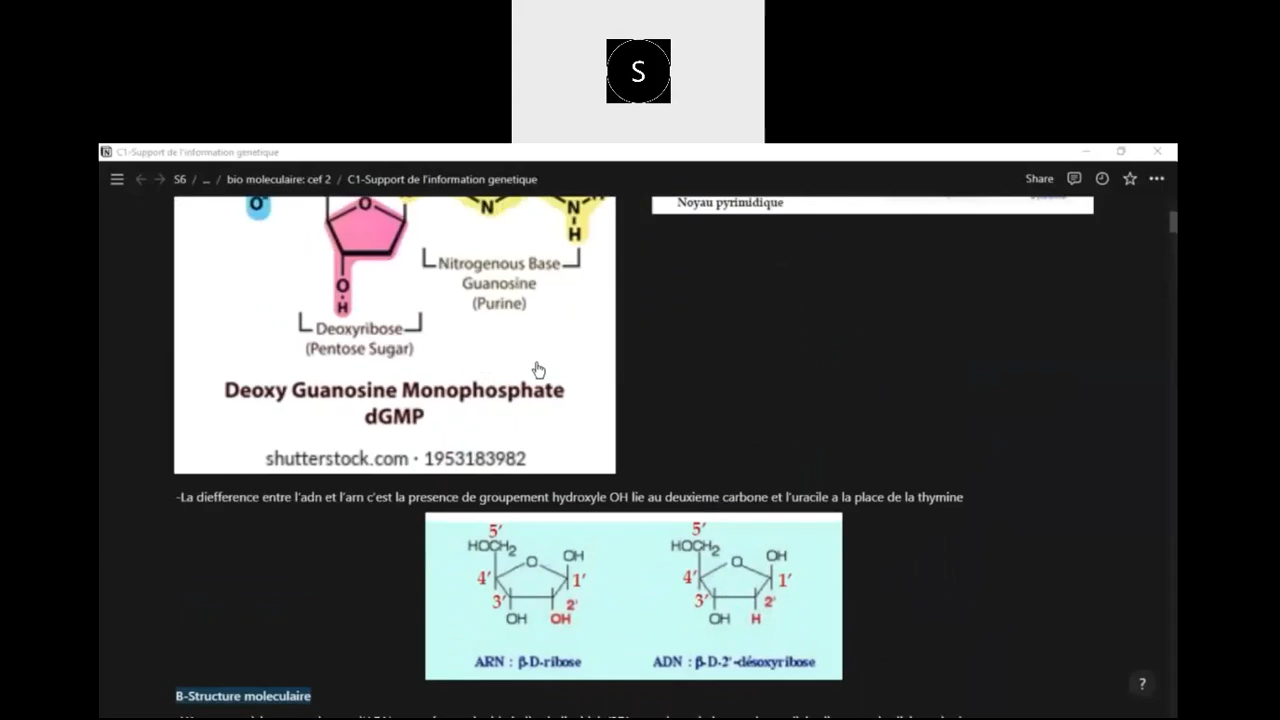 S
C1-Support de l'information genetique
S6 / ... / bio moleculaire: cef 2 / C1-Support de l'information genetique
Share
O
N
N
H
Noyau pyrimidique
Nitrogenous Base
Guanosine
(Purine)
O
H
Deoxyribose
(Pentose Sugar)
Deoxy Guanosine Monophosphate
dGMP
shutterstock.com · 1953183982
-La diefference entre l'adn et l'arn c'est la presence de groupement hydroxyle OH lie au deuxieme carbone et l'uracile a la place de la thymine
5' 5'
HOCH2 O OH HOCH2 O OH
4' 1' 4' 1'
3' 2' 3' 2'
OH OH OH H
ARN : β-D-ribose ADN : β-D-2'-désoxyribose
B-Structure moleculaire
?